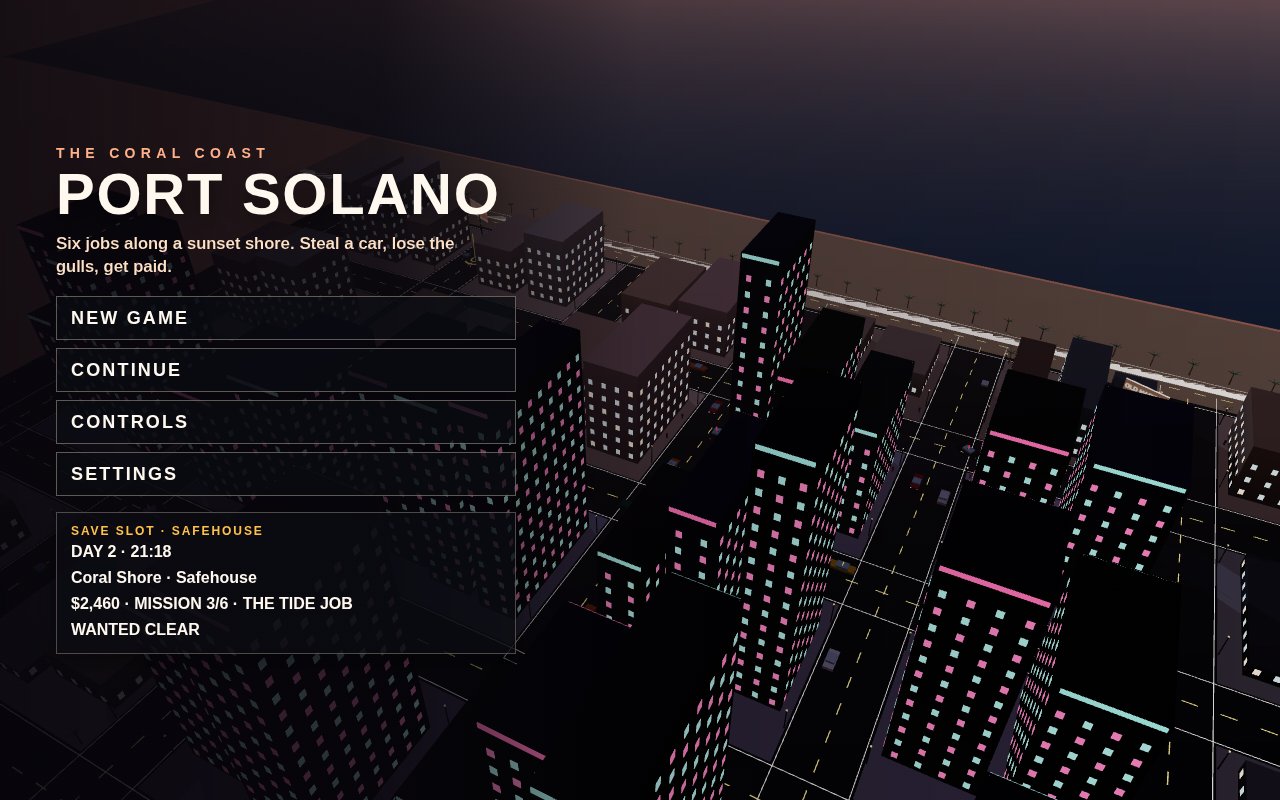 THE CORAL COAST
PORT SOLANO
Six jobs along a sunset shore. Steal a car, lose the
gulls, get paid.
NEW GAME
CONTINUE
CONTROLS
SETTINGS
SAVE SLOT · SAFEHOUSE
DAY 2 · 21:18
Coral Shore · Safehouse
$2,460 · MISSION 3/6 · THE TIDE JOB
WANTED CLEAR